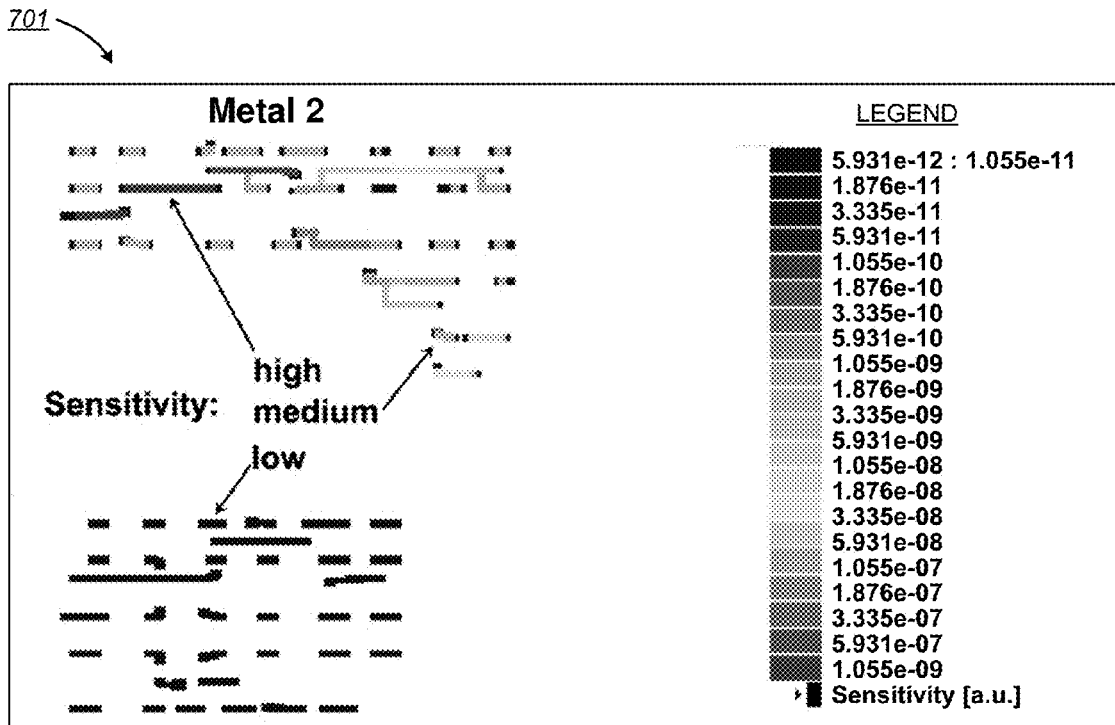 701
Metal 2
high
Sensitivity: medium
low
LEGEND
5.931e-12 : 1.055e-11
1.876e-11
3.335e-11
5.931e-11
1.055e-10
1.876e-10
3.335e-10
5.931e-10
1.055e-09
1.876e-09
3.335e-09
5.931e-09
1.055e-08
1.876e-08
3.335e-08
5.931e-08
1.055e-07
1.876e-07
3.335e-07
5.931e-07
1.055e-09
Sensitivity [a.u.]